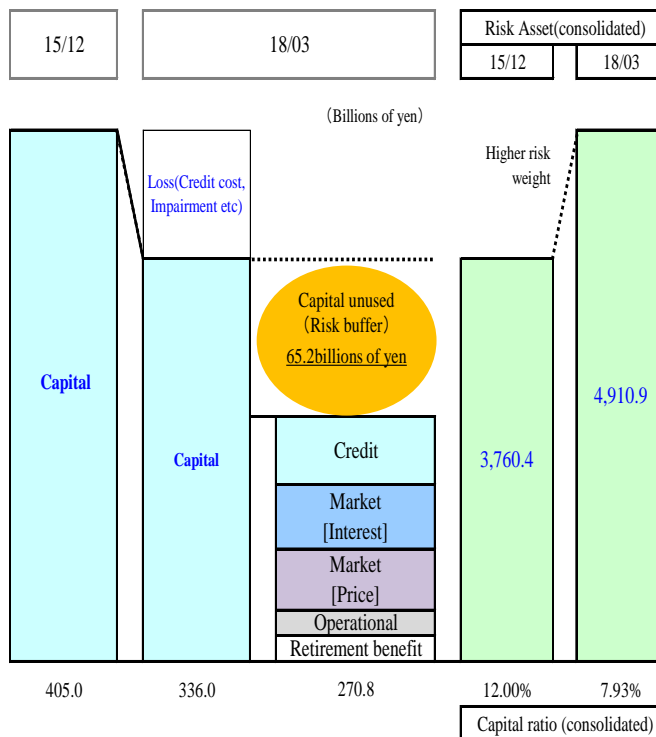 15/12
18/03
Risk Asset(consolidated)
15/12
18/03
(Billions of yen)
Loss(Credit cost,
Impairment etc)
Higher risk
weight
Capital unused
(Risk buffer)
65.2billions of yen
Capital
Capital
Credit
Market
[Interest]
Market
[Price]
Operational
Retirement benefit
3,760.4
4,910.9
405.0
336.0
270.8
12.00%
7.93%
Capital ratio (consolidated)